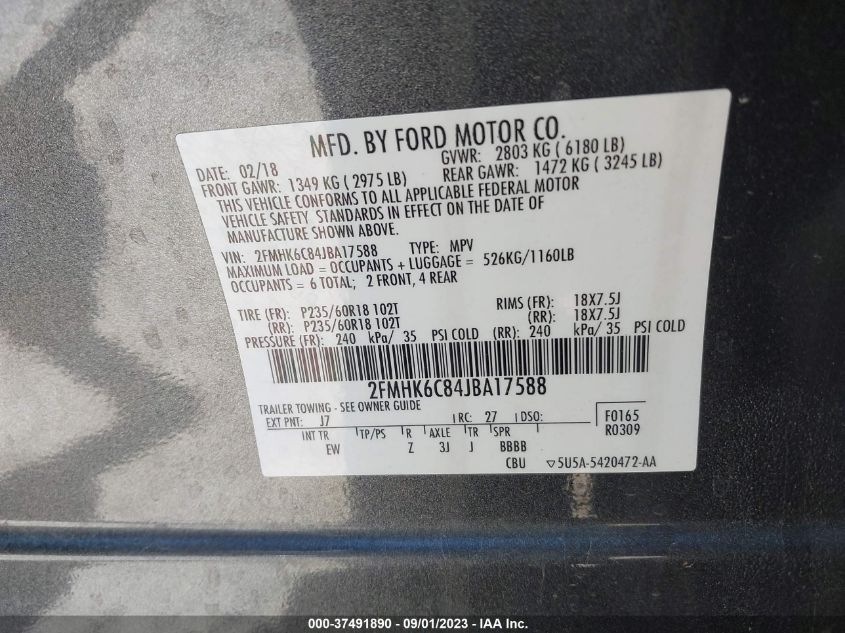 MFD. BY FORD MOTOR CO.
DATE: 02/18 GVWR: 2803 KG ( 6180 LB)
FRONT GAWR: 1349 KG ( 2975 LB) REAR GAWR: 1472 KG ( 3245 LB)
THIS VEHICLE CONFORMS TO ALL APPLICABLE FEDERAL MOTOR
VEHICLE SAFETY STANDARDS IN EFFECT ON THE DATE OF
MANUFACTURE SHOWN ABOVE.
VIN: 2FMHK6C84JBA17588 TYPE: MPV
MAXIMUM LOAD = OCCUPANTS + LUGGAGE = 526KG/1160LB
OCCUPANTS = 6 TOTAL; 2 FRONT, 4 REAR
TIRE (FR): P235/60R18 102T RIMS (FR): 18X7.5J
(RR): P235/60R18 102T (RR): 18X7.5J
PRESSURE (FR): 240 kPa/ 35 PSI COLD (RR): 240 kPa/ 35 PSI COLD
2FMHK6C84JBA17588
TRAILER TOWING - SEE OWNER GUIDE
EXT PNT: J7 RC: 27 DSO: F0165
INT TR TP/PS R AXLE TR SPR R0309
EW Z 3J J BBBB
CBU ▽5U5A-5420472-AA
000-37491890 - 09/01/2023 - IAA Inc.